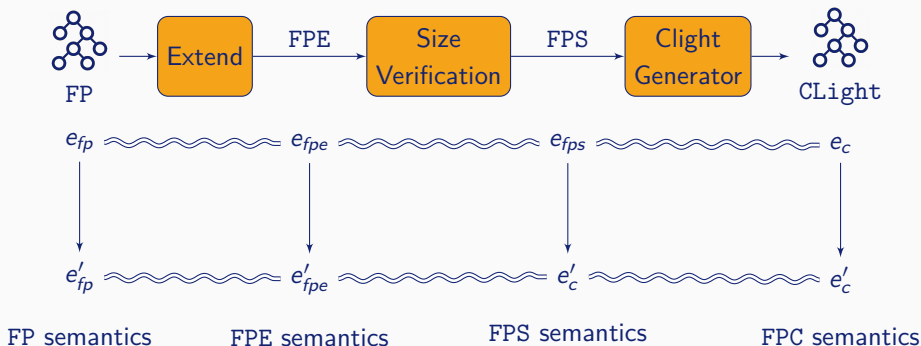 FPE FPS
Extend Size Verification Clight Generator
FP CLight
e_fp e_fpe e_fps e_c
e'_fp e'_fpe e'_c e'_c
FP semantics FPE semantics FPS semantics FPC semantics